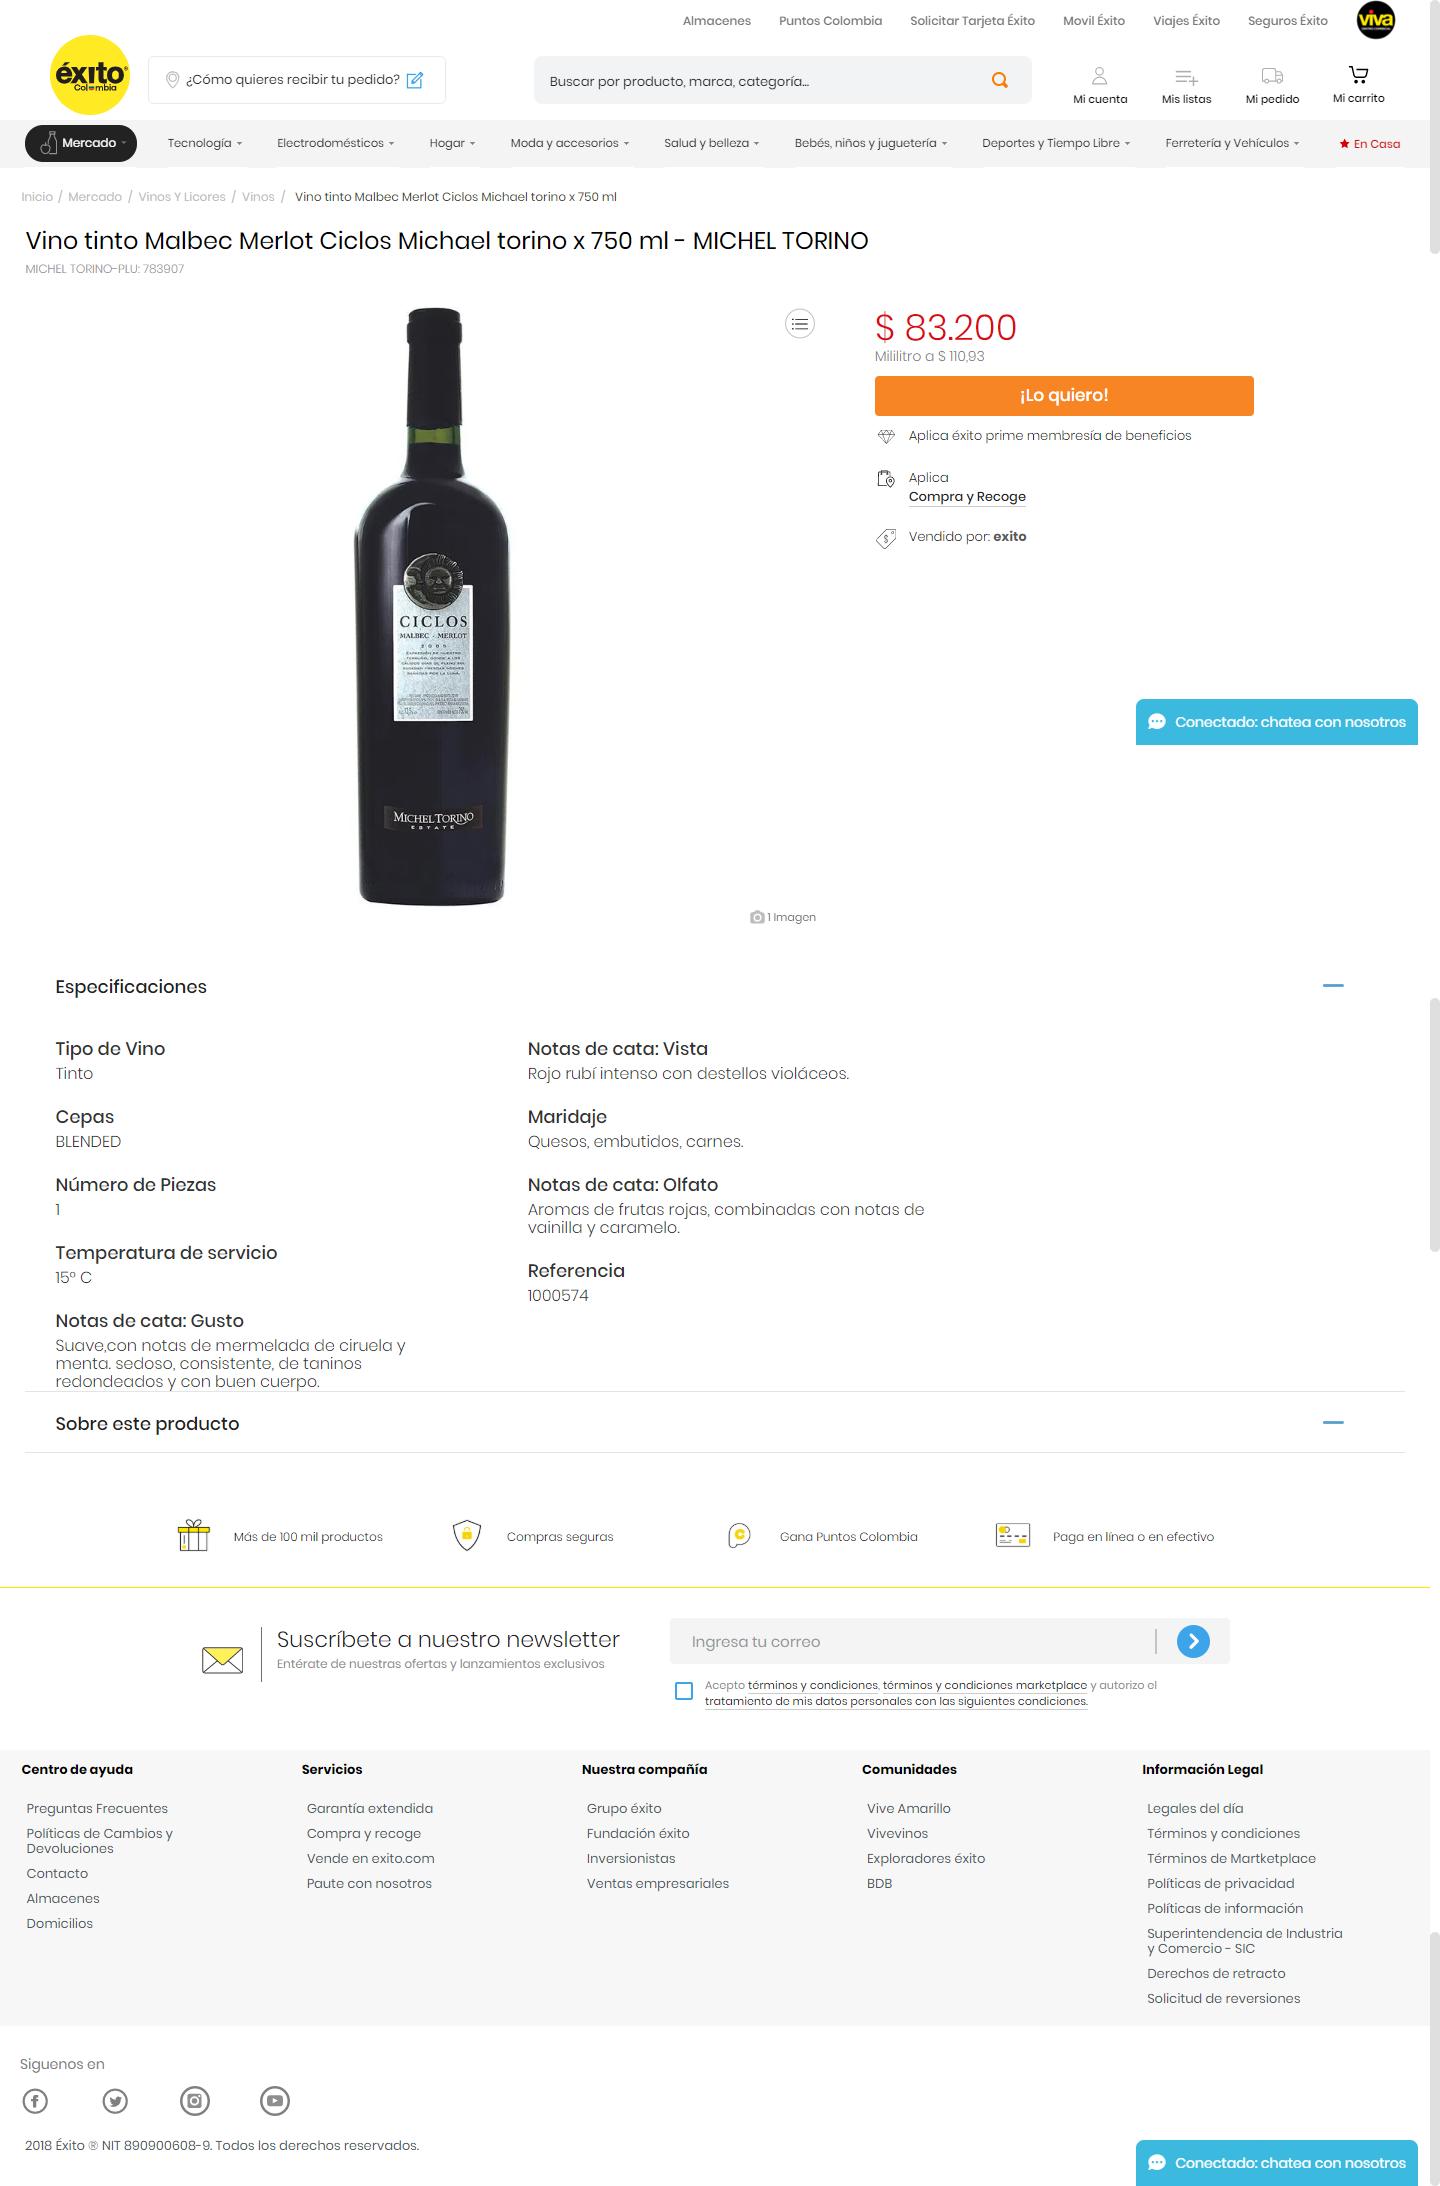 Almacenes Puntos Colombia Solicitar Tarjeta Éxito Movil Éxito Viajes Éxito Seguros Éxito viva
éxito
Colombia
¿Cómo quieres recibir tu pedido?
Buscar por producto, marca, categoría...
Mi cuenta Mis listas Mi pedido Mi carrito
Mercado Tecnología Electrodomésticos Hogar Moda y accesorios Salud y belleza Bebés, niños y juguetería Deportes y Tiempo Libre Ferretería y Vehículos En Casa
Inicio / Mercado / Vinos Y Licores / Vinos / Vino tinto Malbec Merlot Ciclos Michael torino x 750 ml
Vino tinto Malbec Merlot Ciclos Michael torino x 750 ml - MICHEL TORINO
MICHEL TORINO-PLU: 783907
CICLOS
MALBEC - MERLOT
2005
MICHEL TORINO
ESTATE
1 Imagen
$ 83.200
Mililitro a $ 110,93
¡Lo quiero!
Aplica éxito prime membresía de beneficios
Aplica
Compra y Recoge
Vendido por: exito
Conectado: chatea con nosotros
Especificaciones
Tipo de Vino
Tinto
Cepas
BLENDED
Número de Piezas
1
Temperatura de servicio
15º C
Notas de cata: Gusto
Suave,con notas de mermelada de ciruela y
menta. sedoso, consistente, de taninos
redondeados y con buen cuerpo.
Notas de cata: Vista
Rojo rubí intenso con destellos violáceos.
Maridaje
Quesos, embutidos, carnes.
Notas de cata: Olfato
Aromas de frutas rojas, combinadas con notas de
vainilla y caramelo.
Referencia
1000574
Sobre este producto
Más de 100 mil productos Compras seguras Gana Puntos Colombia Paga en línea o en efectivo
Suscríbete a nuestro newsletter
Entérate de nuestras ofertas y lanzamientos exclusivos
Ingresa tu correo
Acepto términos y condiciones, términos y condiciones marketplace y autorizo el
tratamiento de mis datos personales con las siguientes condiciones.
Centro de ayuda
Preguntas Frecuentes
Políticas de Cambios y
Devoluciones
Contacto
Almacenes
Domicilios
Servicios
Garantía extendida
Compra y recoge
Vende en exito.com
Paute con nosotros
Nuestra compañía
Grupo éxito
Fundación éxito
Inversionistas
Ventas empresariales
Comunidades
Vive Amarillo
Vivevinos
Exploradores éxito
BDB
Información Legal
Legales del día
Términos y condiciones
Términos de Martketplace
Políticas de privacidad
Políticas de información
Superintendencia de Industria
y Comercio - SIC
Derechos de retracto
Solicitud de reversiones
Siguenos en
2018 Éxito ® NIT 890900608-9. Todos los derechos reservados.
Conectado: chatea con nosotros